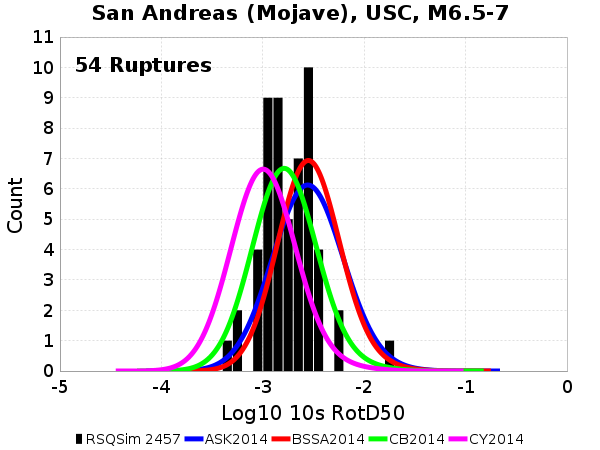 San Andreas (Mojave), USC, M6.5-7
11
10
9
8
7
6
5
4
3
2
1
0
54 Ruptures
Count
-5 -4 -3 -2 -1 0
Log10 10s RotD50
RSQSim 2457 ASK2014 BSSA2014 CB2014 CY2014